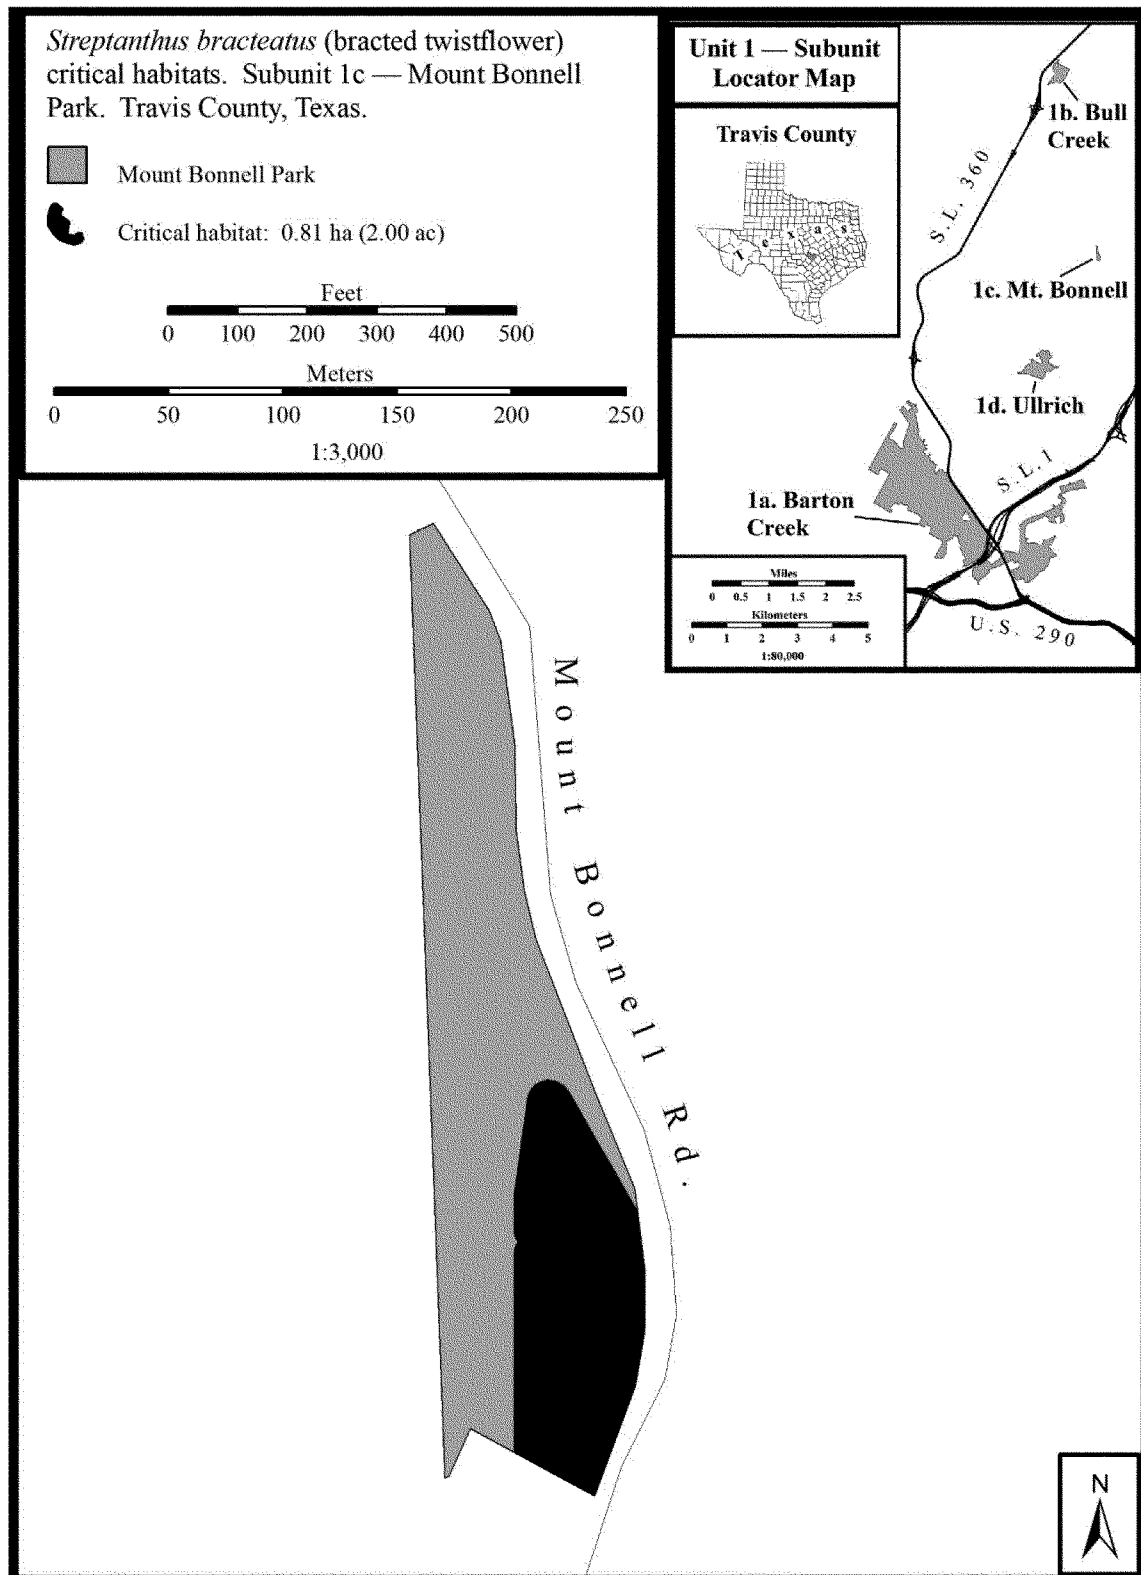 Streptanthus bracteatus (bracted twistflower)
critical habitats. Subunit 1c — Mount Bonnell
Park. Travis County, Texas.
Mount Bonnell Park
Critical habitat: 0.81 ha (2.00 ac)
Feet
0 100 200 300 400 500
Meters
0 50 100 150 200 250
1:3,000
Unit 1 — Subunit
Locator Map
Travis County
Texas
1b. Bull
Creek
S.L. 360
1c. Mt. Bonnell
1d. Ullrich
S.L. 1
1a. Barton
Creek
Miles
0 0.5 1 1.5 2 2.5
Kilometers
0 1 2 3 4 5
1:80,000
U.S. 290
Mount Bonnell Rd.
N